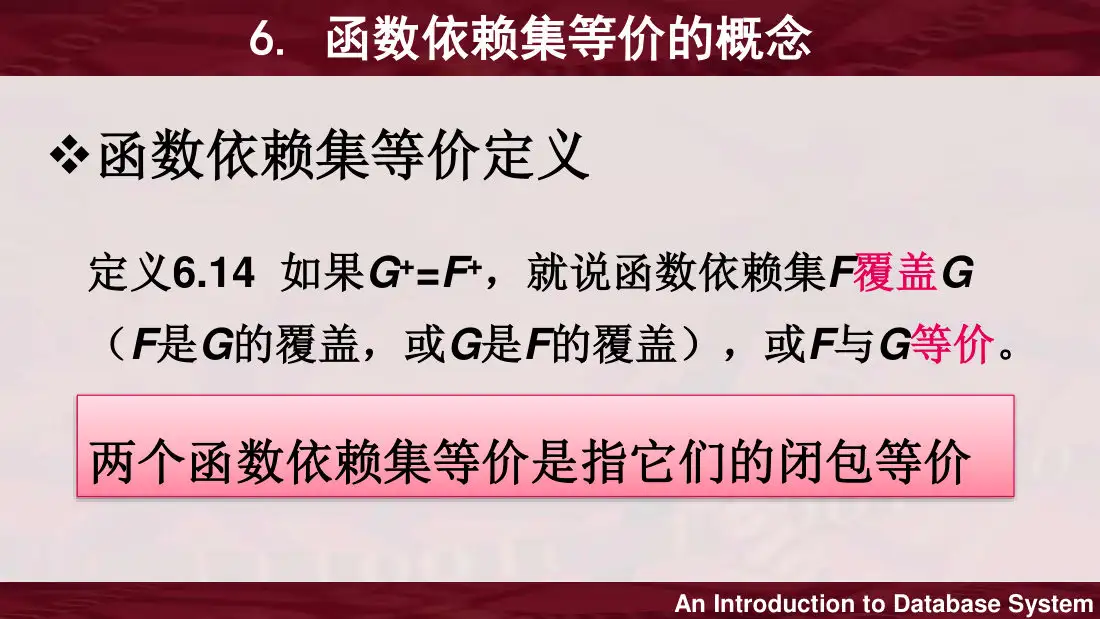 6. 函数依赖集等价的概念
❖函数依赖集等价定义
定义6.14 如果G⁺=F⁺，就说函数依赖集F覆盖G
（F是G的覆盖，或G是F的覆盖），或F与G等价。
两个函数依赖集等价是指它们的闭包等价
An Introduction to Database System